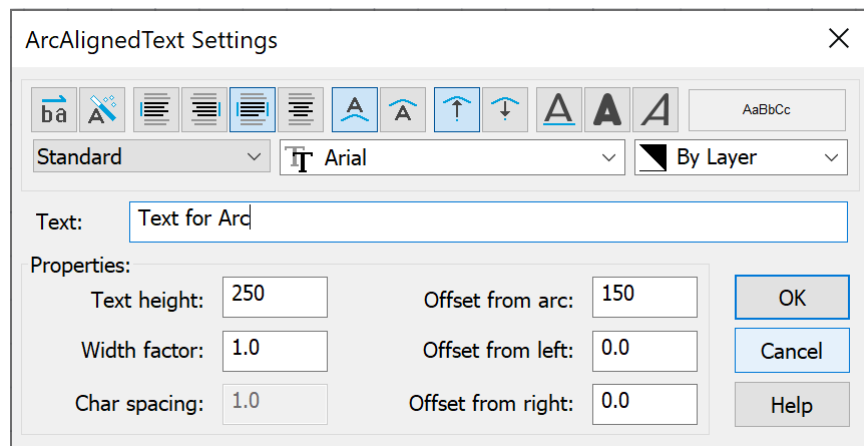 ArcAlignedText Settings
ba A A A A A A AaBbCc
Standard Arial By Layer
Text: Text for Arc
Properties:
Text height: 250 Offset from arc: 150 OK
Width factor: 1.0 Offset from left: 0.0 Cancel
Char spacing: 1.0 Offset from right: 0.0 Help